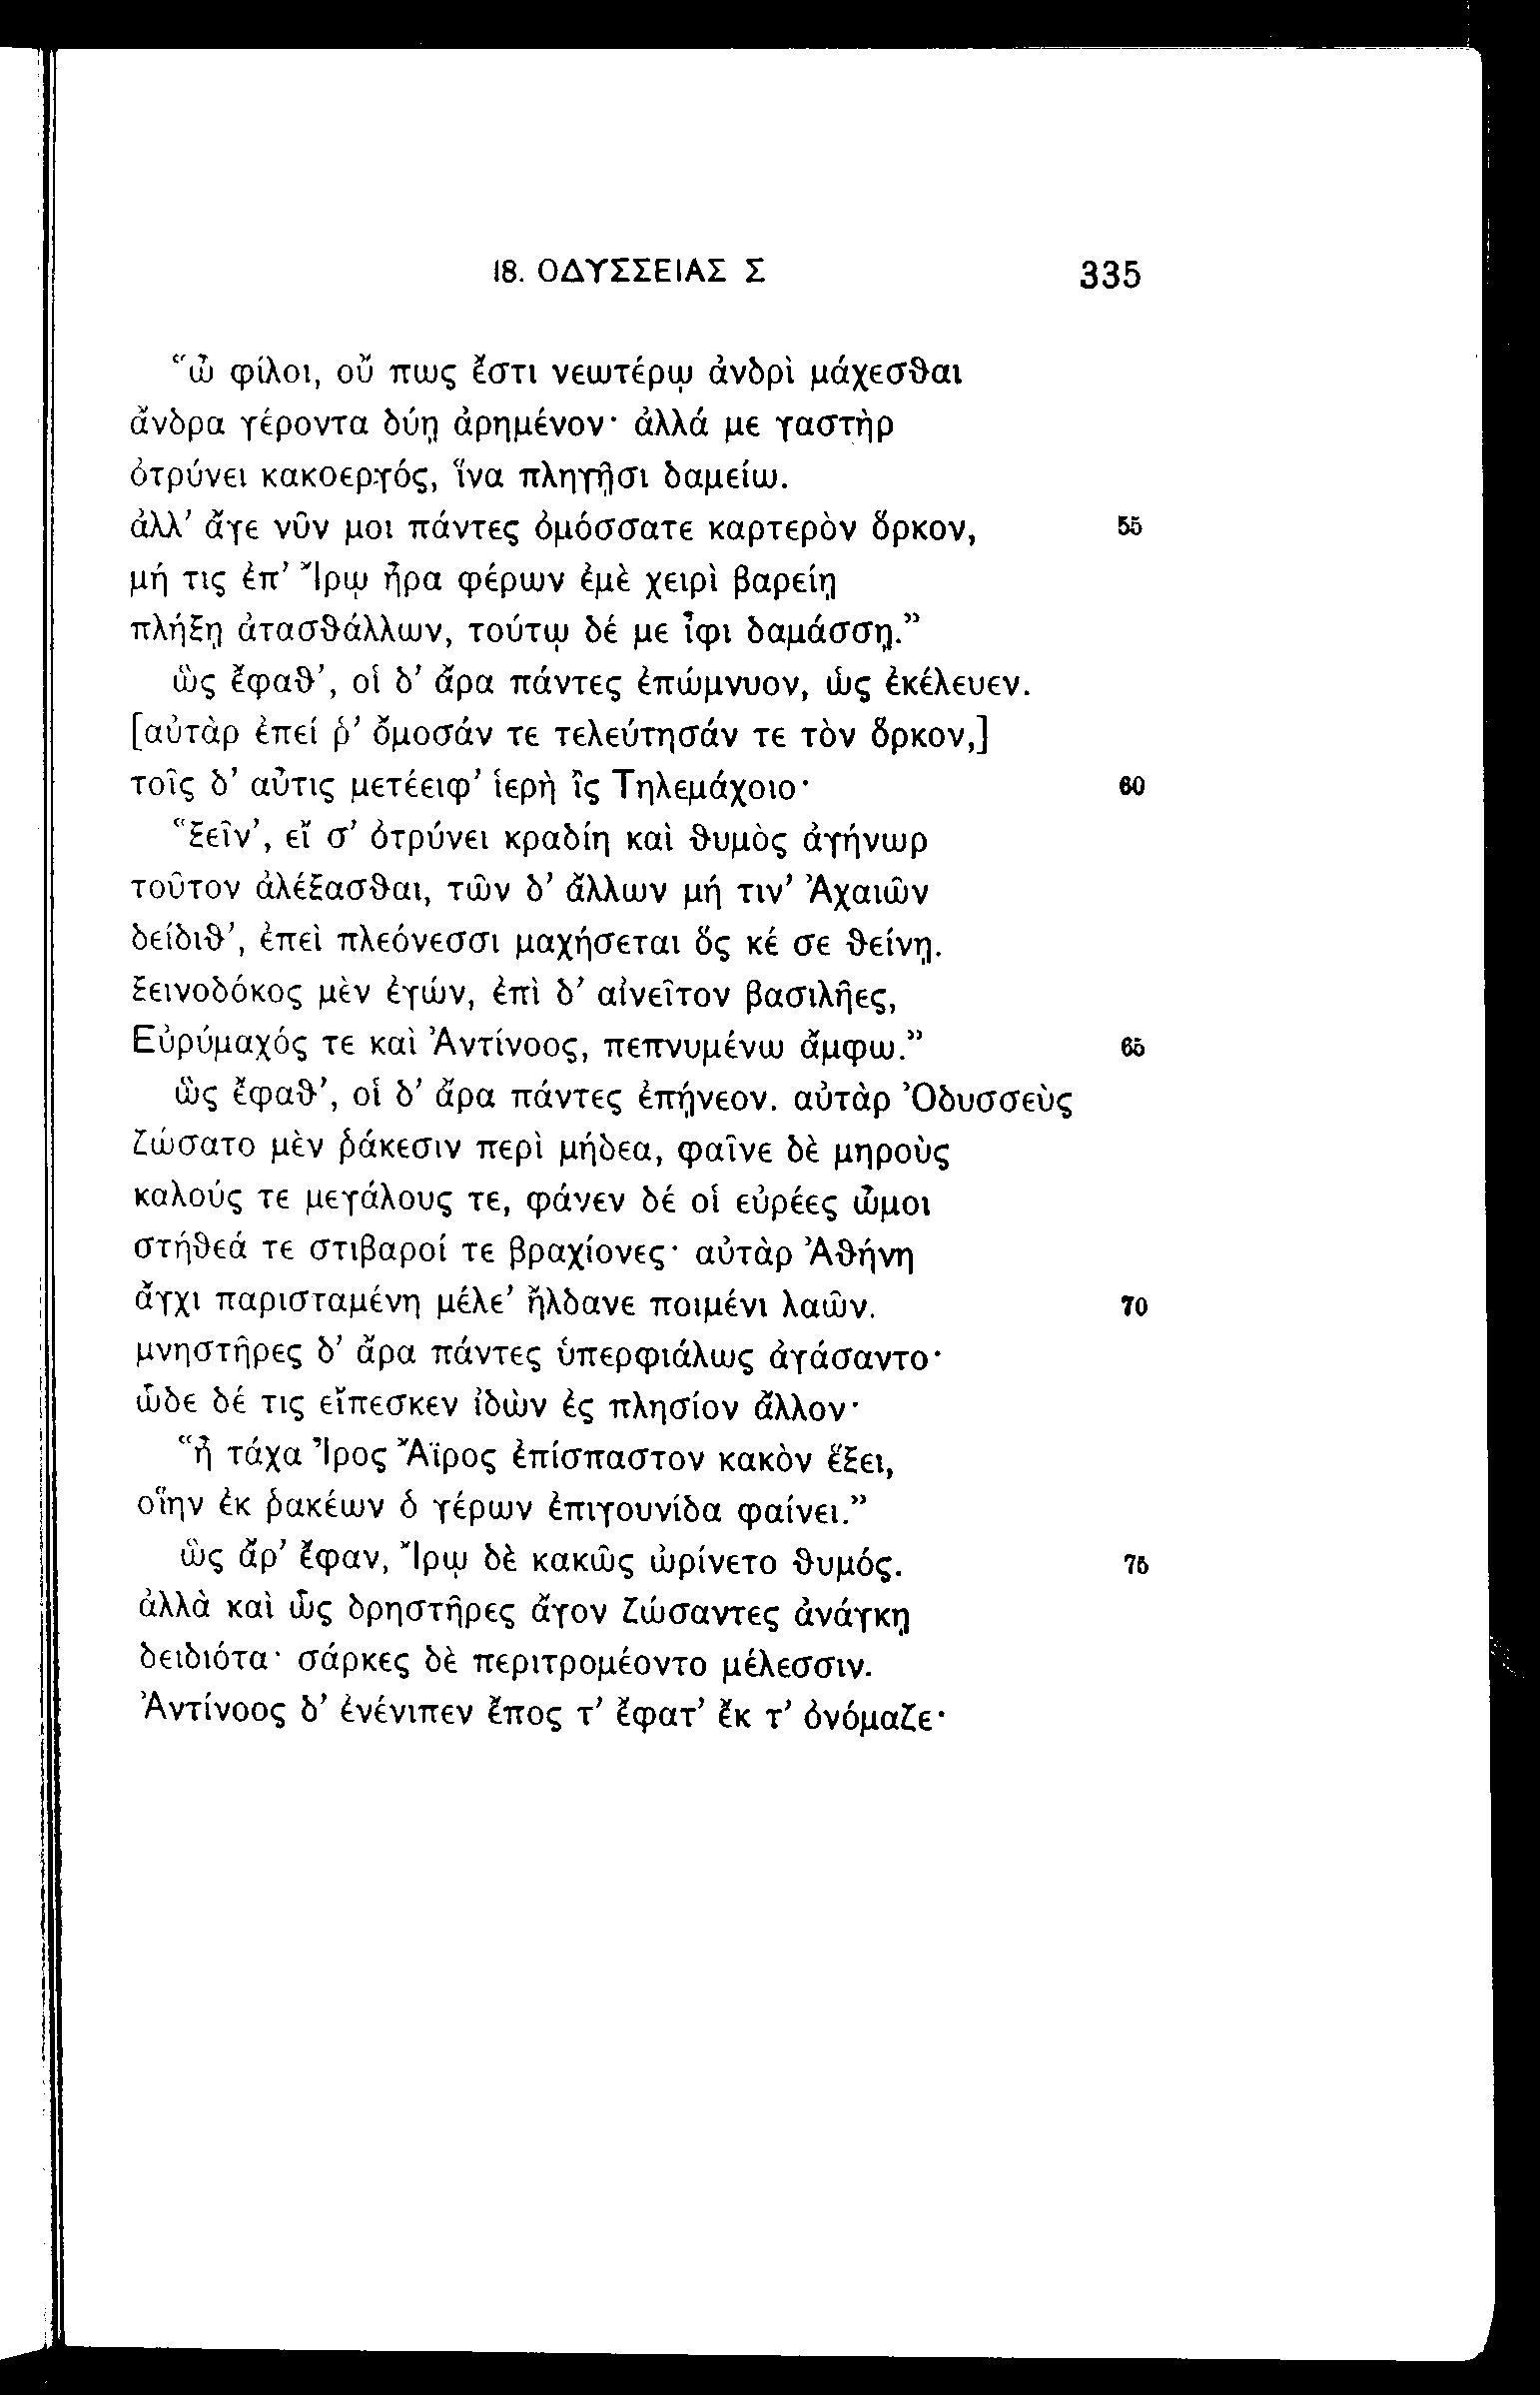 18. ΟΔΥΣΣΕΙΑΣ Σ 335
"ὦ φίλοι, οὔ πως ἔστι νεωτέρῳ ἀνδρὶ μάχεσθαι
ἄνδρα γέροντα δύῃ ἀρημένον· ἀλλά με γαστὴρ
ὀτρύνει κακοεργός, ἵνα πληγῇσι δαμείω.
ἀλλ' ἄγε νῦν μοι πάντες ὀμόσσατε καρτερὸν ὅρκον, 55
μή τις ἐπ' Ἴρῳ ἦρα φέρων ἐμὲ χειρὶ βαρείῃ
πλήξῃ ἀτασθάλλων, τούτῳ δέ με ἶφι δαμάσσῃ."
ὣς ἔφαθ', οἱ δ' ἄρα πάντες ἐπώμνυον, ὡς ἐκέλευεν.
[αὐτὰρ ἐπεί ῥ' ὄμοσάν τε τελεύτησάν τε τὸν ὅρκον,]
τοῖς δ' αὖτις μετέειφ' ἱερὴ ἲς Τηλεμάχοιο· 60
"ξεῖν', εἴ σ' ὀτρύνει κραδίη καὶ θυμὸς ἀγήνωρ
τοῦτον ἀλέξασθαι, τῶν δ' ἄλλων μή τιν' Ἀχαιῶν
δείδιθ', ἐπεὶ πλεόνεσσι μαχήσεται ὅς κέ σε θείνῃ.
ξεινοδόκος μὲν ἐγών, ἐπὶ δ' αἰνεῖτον βασιλῆες,
Εὐρύμαχός τε καὶ Ἀντίνοος, πεπνυμένω ἄμφω." 65
ὣς ἔφαθ', οἱ δ' ἄρα πάντες ἐπῄνεον. αὐτὰρ Ὀδυσσεὺς
ζώσατο μὲν ῥάκεσιν περὶ μήδεα, φαῖνε δὲ μηροὺς
καλούς τε μεγάλους τε, φάνεν δέ οἱ εὐρέες ὦμοι
στήθεά τε στιβαροί τε βραχίονες· αὐτὰρ Ἀθήνη
ἄγχι παρισταμένη μέλε' ἤλδανε ποιμένι λαῶν. 70
μνηστῆρες δ' ἄρα πάντες ὑπερφιάλως ἀγάσαντο·
ὧδε δέ τις εἴπεσκεν ἰδὼν ἐς πλησίον ἄλλον·
"ἦ τάχα Ἶρος Ἄϊρος ἐπίσπαστον κακὸν ἕξει,
οἵην ἐκ ῥακέων ὁ γέρων ἐπιγουνίδα φαίνει."
ὣς ἄρ' ἔφαν, Ἴρῳ δὲ κακῶς ὠρίνετο θυμός. 75
ἀλλὰ καὶ ὧς δρηστῆρες ἄγον ζώσαντες ἀνάγκῃ
δειδιότα· σάρκες δὲ περιτρομέοντο μέλεσσιν.
Ἀντίνοος δ' ἐνένιπεν ἔπος τ' ἔφατ' ἔκ τ' ὀνόμαζε·